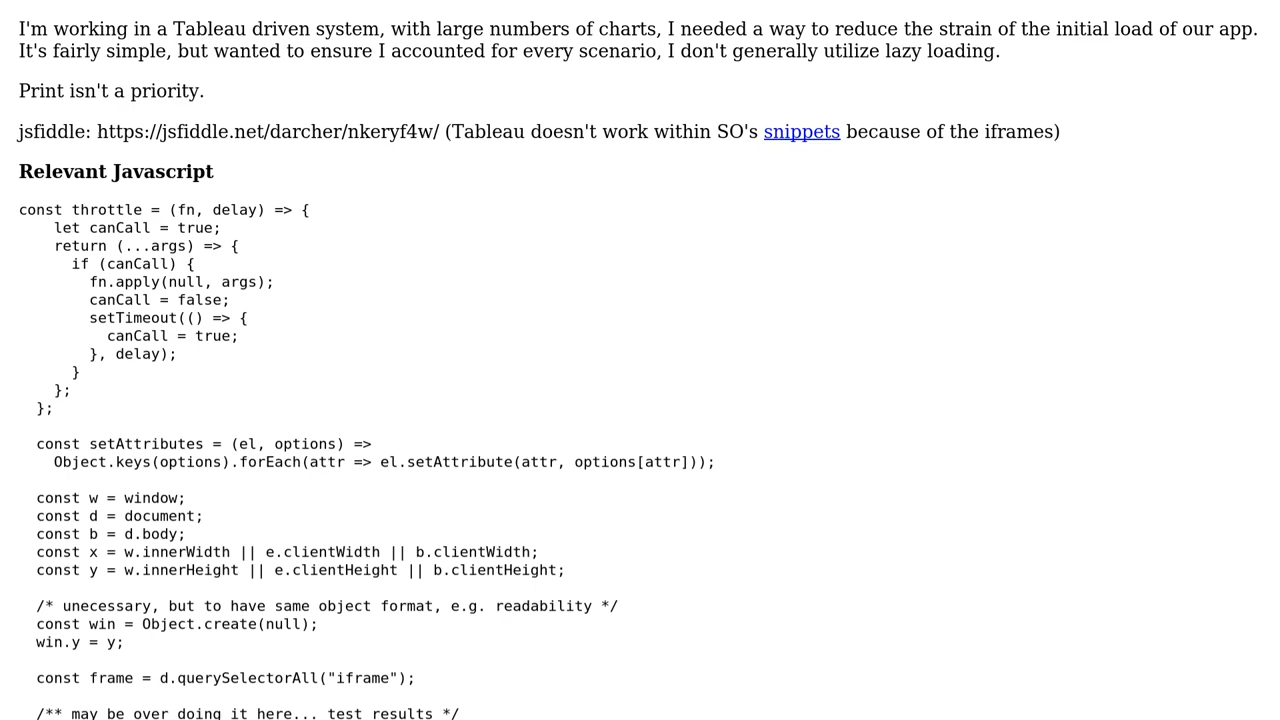 I'm working in a Tableau driven system, with large numbers of charts, I needed a way to reduce the strain of the initial load of our app.
It's fairly simple, but wanted to ensure I accounted for every scenario, I don't generally utilize lazy loading.
Print isn't a priority.
jsfiddle: https://jsfiddle.net/darcher/nkeryf4w/ (Tableau doesn't work within SO's snippets because of the iframes)
Relevant Javascript
const throttle = (fn, delay) => {
    let canCall = true;
    return (...args) => {
      if (canCall) {
        fn.apply(null, args);
        canCall = false;
        setTimeout(() => {
          canCall = true;
        }, delay);
      }
    };
  };
  const setAttributes = (el, options) =>
    Object.keys(options).forEach(attr => el.setAttribute(attr, options[attr]));
  const w = window;
  const d = document;
  const b = d.body;
  const x = w.innerWidth || e.clientWidth || b.clientWidth;
  const y = w.innerHeight || e.clientHeight || b.clientHeight;
  /* unecessary, but to have same object format, e.g. readability */
  const win = Object.create(null);
  win.y = y;
  const frame = d.querySelectorAll("iframe");
  /** may be over doing it here... test results */